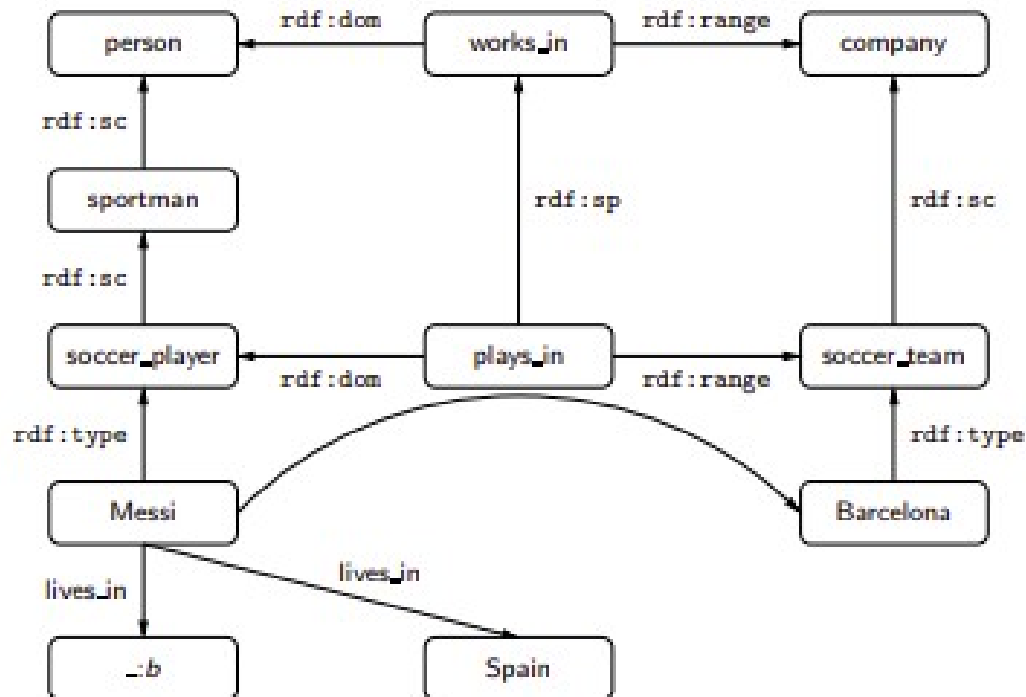 rdf:dom
rdf:range
person
works_in
company
rdf:sc
sportman
rdf:sp
rdf:sc
rdf:sc
soccer_player
plays_in
soccer_team
rdf:dom
rdf:range
rdf:type
rdf:type
Messi
Barcelona
lives_in
lives_in
_:b
Spain